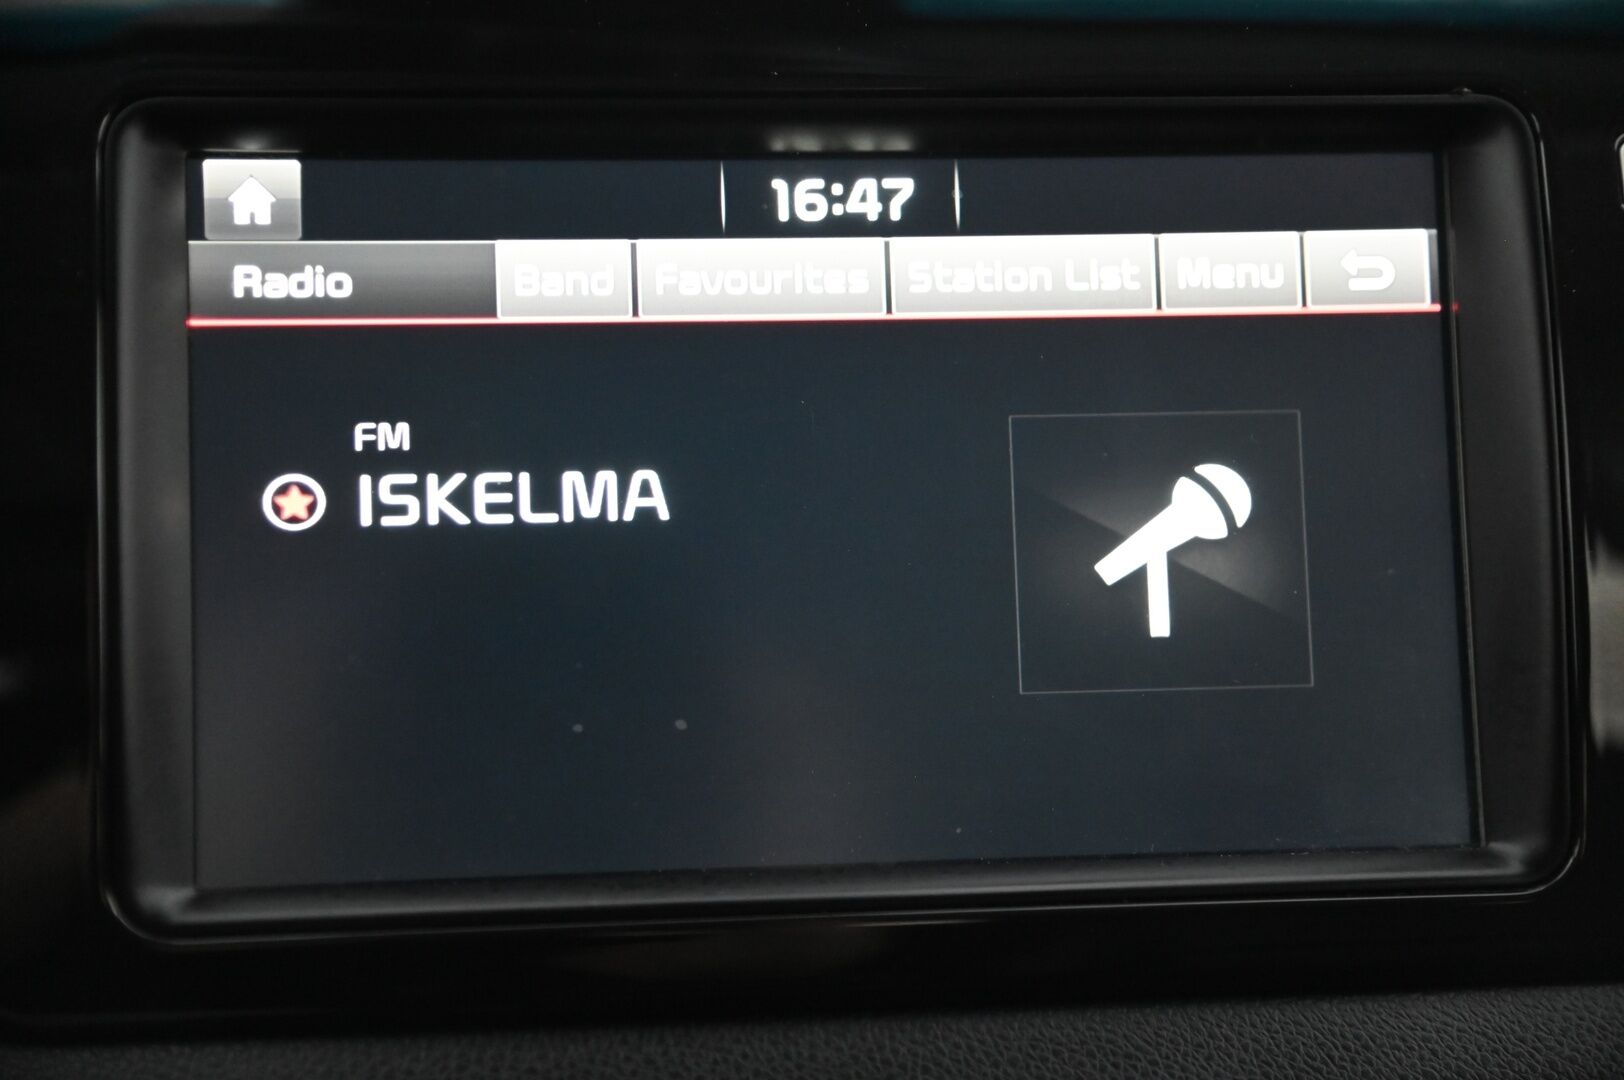 16:47
Radio Band Favourites Station List Menu
FM
ISKELMA